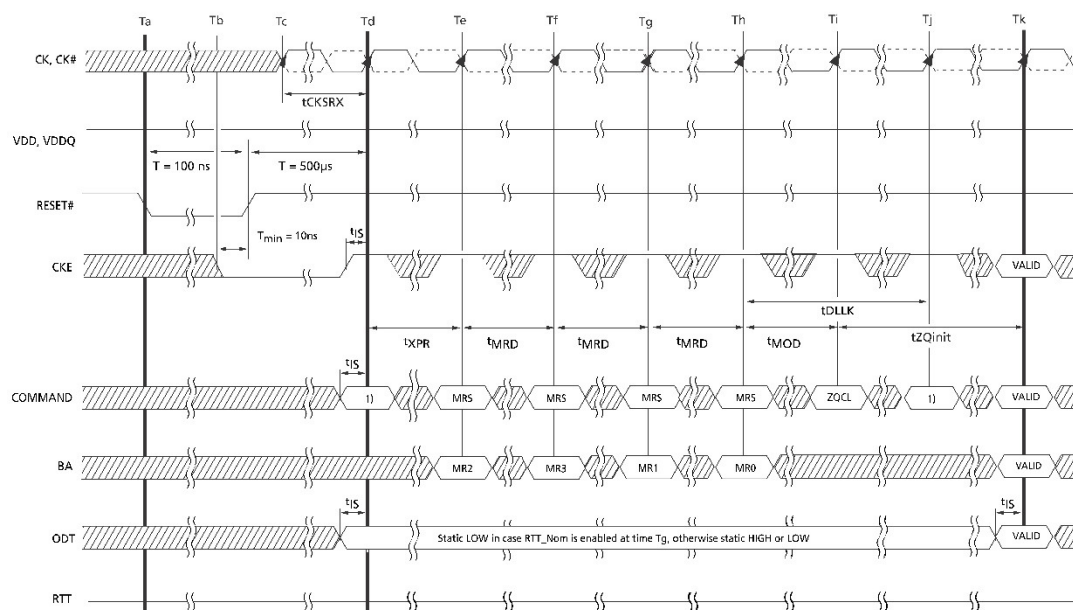 Ta Tb Tc Td Te Tf Tg Th Ti Tj Tk
CK, CK#
tCKSRX
VDD, VDDQ
T = 100 ns T = 500μs
RESET#
Tmin = 10ns tIS
CKE VALID
tDLLK
tXPR tMRD tMRD tMRD tMOD tZQinit
tIS
COMMAND 1) MRS MRS MRS MRS ZQCL 1) VALID
BA MR2 MR3 MR1 MR0 VALID
tIS tIS
ODT Static LOW in case RTT_Nom is enabled at time Tg, otherwise static HIGH or LOW VALID
RTT